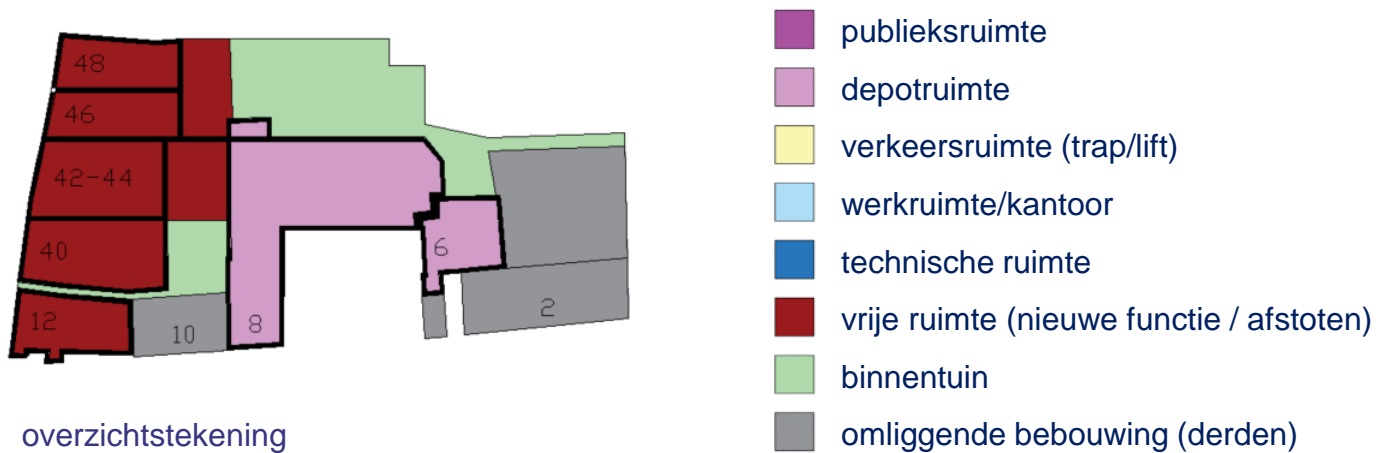 48
46
42-44
40
12
10
8
6
2
overzichtstekening
publieksruimte
depotruimte
verkeersruimte (trap/lift)
werkruimte/kantoor
technische ruimte
vrije ruimte (nieuwe functie / afstoten)
binnentuin
omliggende bebouwing (derden)